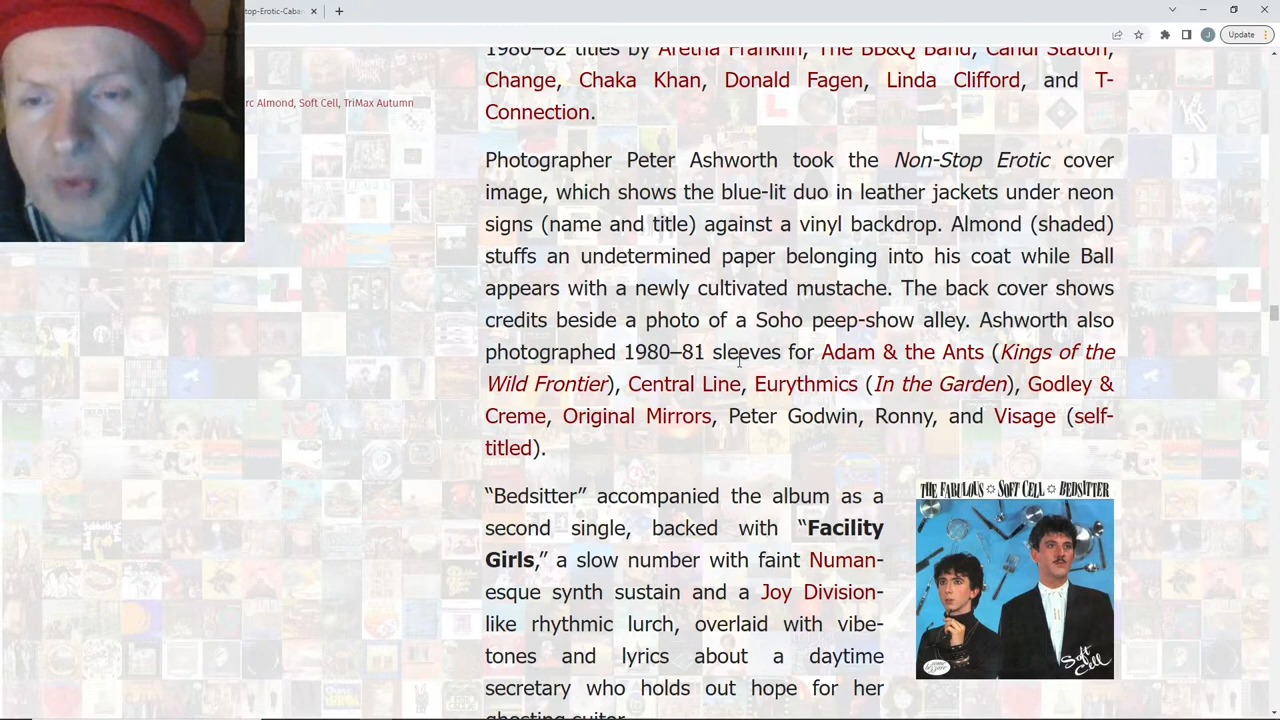 top-Erotic-Caba
Update
1980–82 titles by Aretha Franklin, The BB&Q Band, Candi Staton,
Change, Chaka Khan, Donald Fagen, Linda Clifford, and T-
Connection.
rc Almond, Soft Cell, TriMax Autumn
Photographer Peter Ashworth took the Non-Stop Erotic cover
image, which shows the blue-lit duo in leather jackets under neon
signs (name and title) against a vinyl backdrop. Almond (shaded)
stuffs an undetermined paper belonging into his coat while Ball
appears with a newly cultivated mustache. The back cover shows
credits beside a photo of a Soho peep-show alley. Ashworth also
photographed 1980–81 sleeves for Adam & the Ants (Kings of the
Wild Frontier), Central Line, Eurythmics (In the Garden), Godley &
Creme, Original Mirrors, Peter Godwin, Ronny, and Visage (self-
titled).
“Bedsitter” accompanied the album as a
second single, backed with “Facility
Girls,” a slow number with faint Numan-
esque synth sustain and a Joy Division-
like rhythmic lurch, overlaid with vibe-
tones and lyrics about a daytime
secretary who holds out hope for her
ghosting suitor.
THE FABULOUS SOFT CELL BEDSITTER
Soft Cell
some bizzare